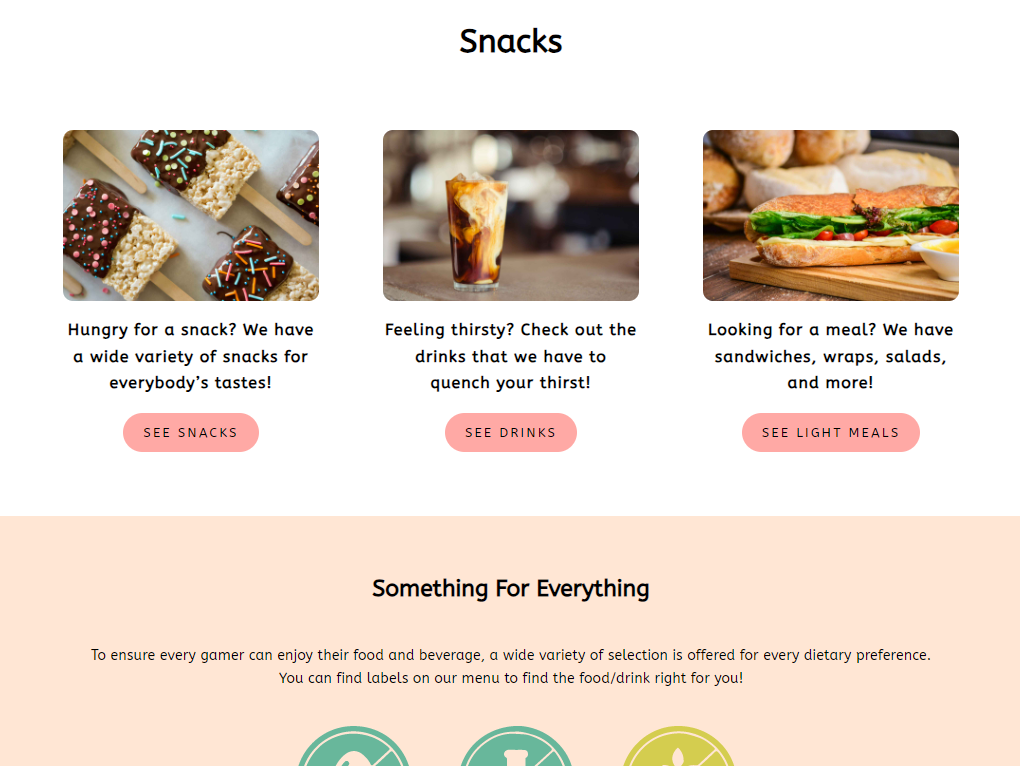 Snacks
Hungry for a snack? We have
a wide variety of snacks for
everybody’s tastes!
SEE SNACKS
Feeling thirsty? Check out the
drinks that we have to
quench your thirst!
SEE DRINKS
Looking for a meal? We have
sandwiches, wraps, salads,
and more!
SEE LIGHT MEALS
Something For Everything
To ensure every gamer can enjoy their food and beverage, a wide variety of selection is offered for every dietary preference.
You can find labels on our menu to find the food/drink right for you!